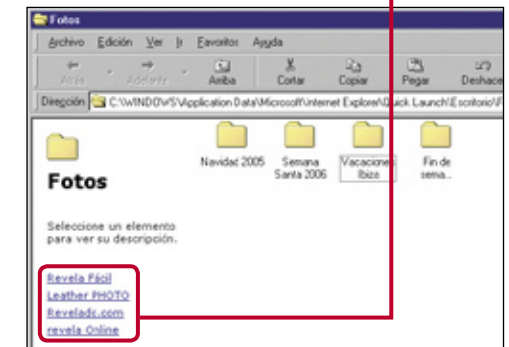 Fotos
Archivo Edición Ver Ir Favoritos Ayuda
Atrás Adelante Arriba Cortar Copiar Pegar Deshacer
Dirección C:\WINDOWS\Application Data\Microsoft\Internet Explorer\Quick Launch\Escritorio\F
Navidad 2005
Semana
Santa 2006
Vacaciones
Ibiza
Fin de
sema...
Fotos
Seleccione un elemento
para ver su descripción.
Revela Fácil
Leather PHOTO
Revelado.com
revela Online